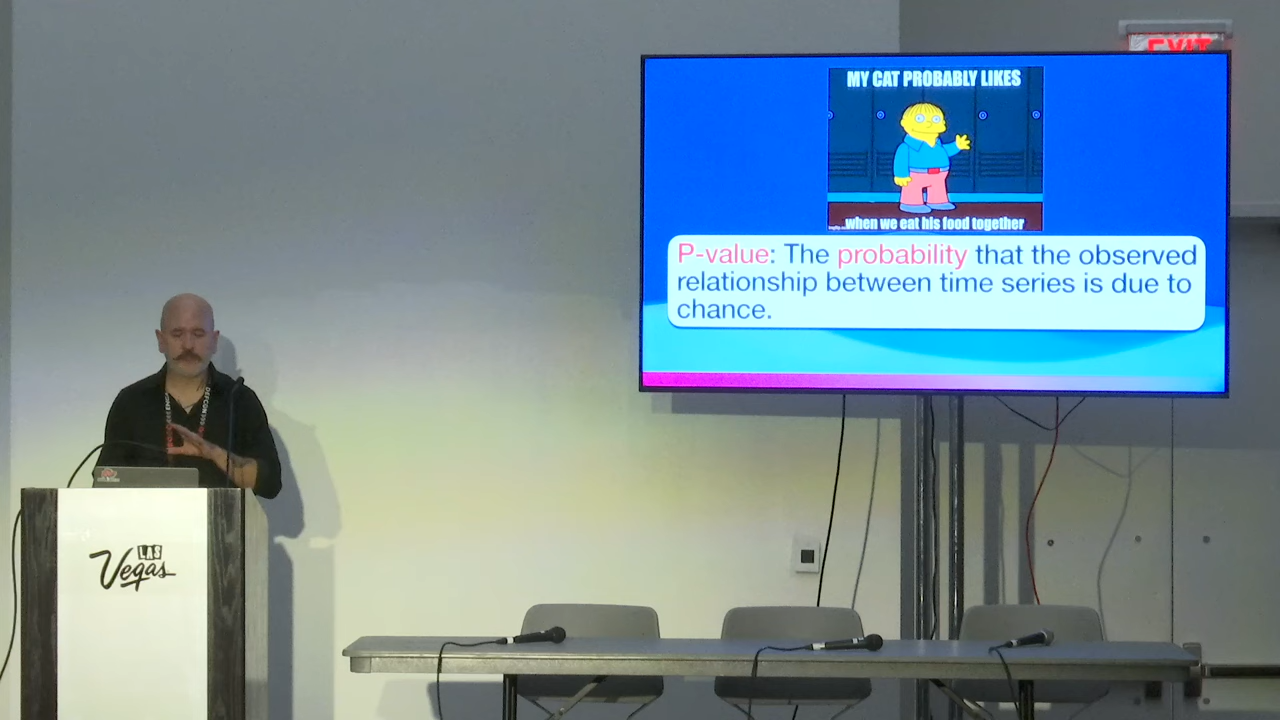 EXIT
MY CAT PROBABLY LIKES
when we eat his food together
P-value: The probability that the observed
relationship between time series is due to
chance.
DEFCON
LAS
Vegas